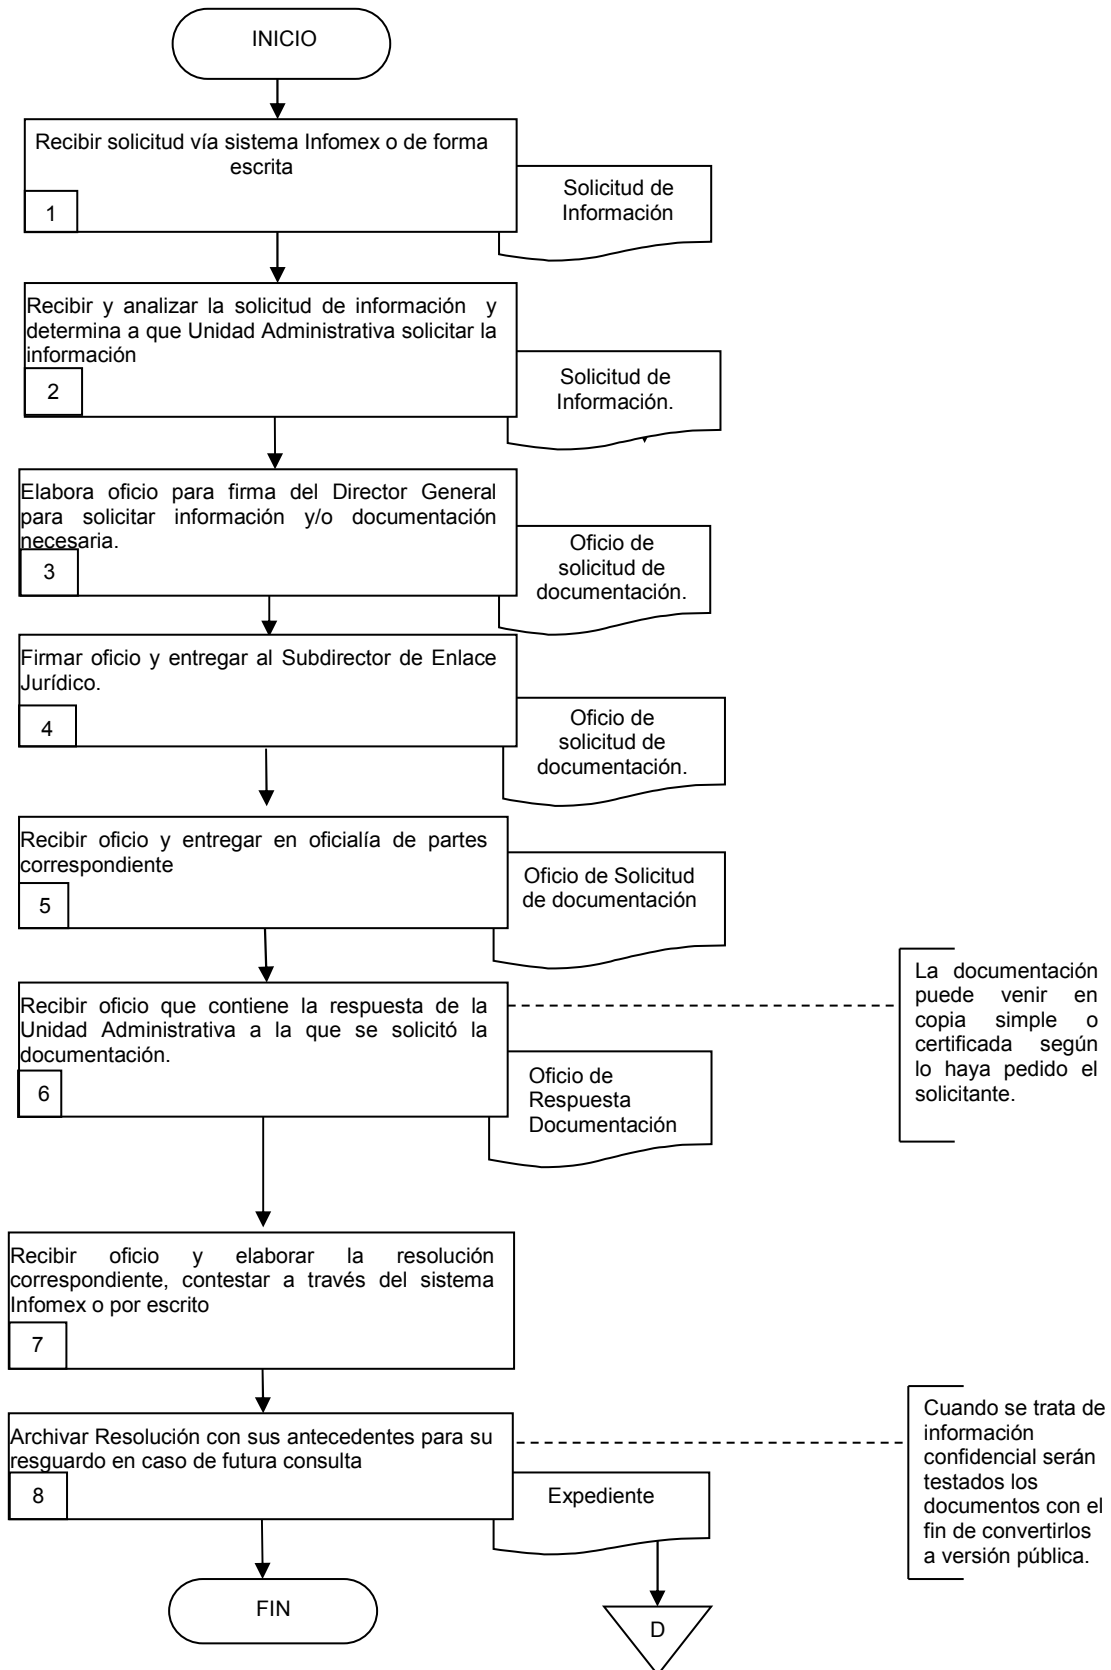 INICIO
Recibir solicitud vía sistema Infomex o de forma
escrita
1
Solicitud de
Información
Recibir y analizar la solicitud de información y
determina a que Unidad Administrativa solicitar la
información
2
Solicitud de
Información.
Elabora oficio para firma del Director General
para solicitar información y/o documentación
necesaria.
3
Oficio de
solicitud de
documentación.
Firmar oficio y entregar al Subdirector de Enlace
Jurídico.
4
Oficio de
solicitud de
documentación.
Recibir oficio y entregar en oficialía de partes
correspondiente
5
Oficio de Solicitud
de documentación
Recibir oficio que contiene la respuesta de la
Unidad Administrativa a la que se solicitó la
documentación.
6
Oficio de
Respuesta
Documentación
La documentación
puede venir en
copia simple o
certificada según
lo haya pedido el
solicitante.
Recibir oficio y elaborar la resolución
correspondiente, contestar a través del sistema
Infomex o por escrito
7
Archivar Resolución con sus antecedentes para su
resguardo en caso de futura consulta
8
Expediente
Cuando se trata de
información
confidencial serán
testados los
documentos con el
fin de convertirlos
a versión pública.
FIN
D